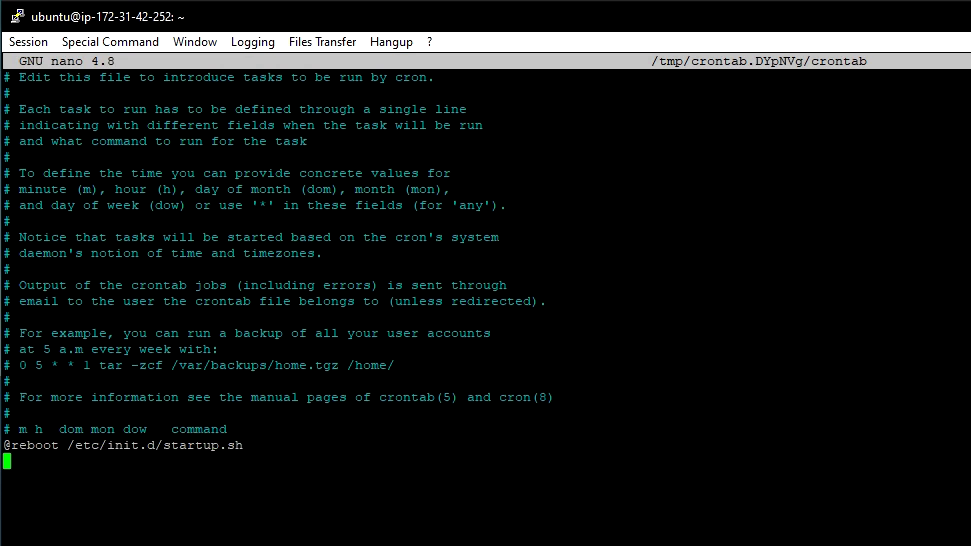 ubuntu@ip-172-31-42-252: ~
Session Special Command Window Logging Files Transfer Hangup ?
GNU nano 4.8 /tmp/crontab.DYpNVg/crontab
# Edit this file to introduce tasks to be run by cron.
#
# Each task to run has to be defined through a single line
# indicating with different fields when the task will be run
# and what command to run for the task
#
# To define the time you can provide concrete values for
# minute (m), hour (h), day of month (dom), month (mon),
# and day of week (dow) or use '*' in these fields (for 'any').
#
# Notice that tasks will be started based on the cron's system
# daemon's notion of time and timezones.
#
# Output of the crontab jobs (including errors) is sent through
# email to the user the crontab file belongs to (unless redirected).
#
# For example, you can run a backup of all your user accounts
# at 5 a.m every week with:
# 0 5 * * 1 tar -zcf /var/backups/home.tgz /home/
#
# For more information see the manual pages of crontab(5) and cron(8)
#
# m h  dom mon dow   command
@reboot /etc/init.d/startup.sh